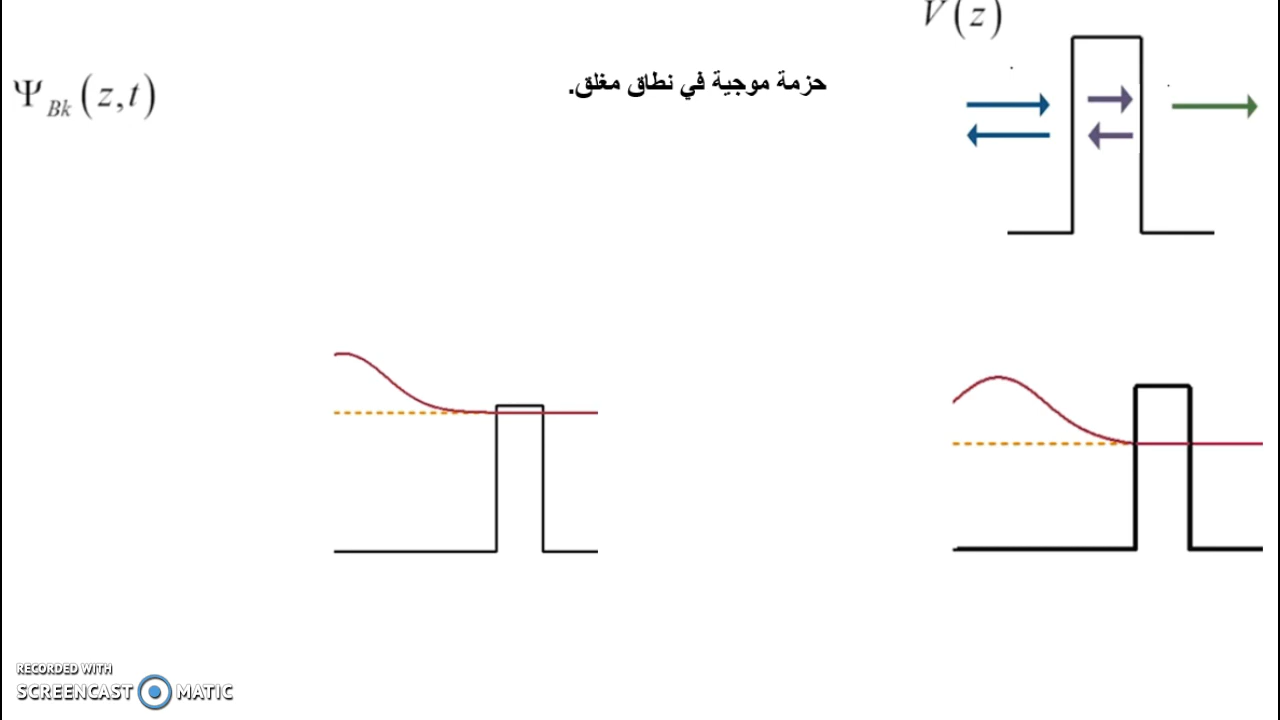 V(z)
حزمة موجية في نطاق مغلق.
Ψ_Bk (z,t)
RECORDED WITH
SCREENCAST MATIC